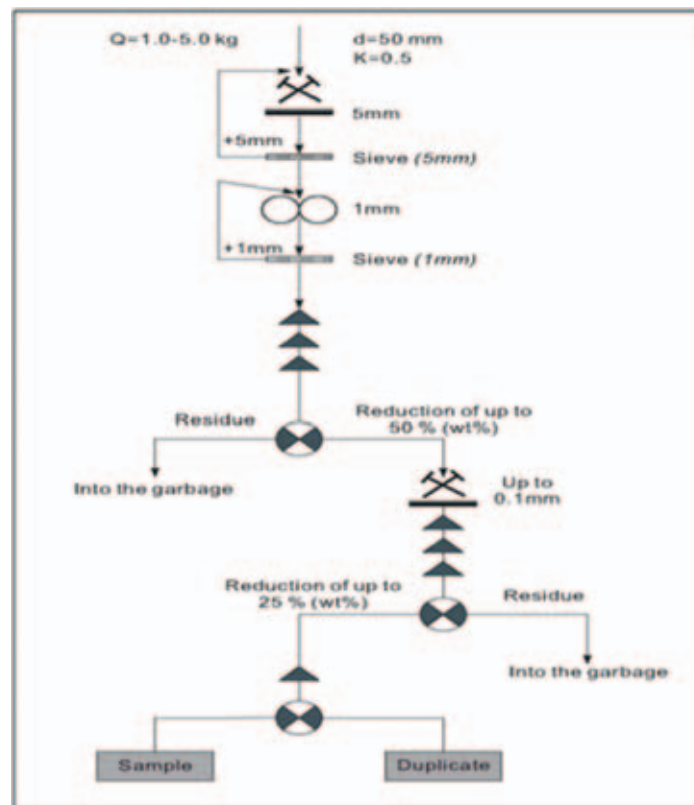 Q=1.0-5.0 kg
d=50 mm
K=0.5
5mm
+5mm
Sieve (5mm)
1mm
+1mm
Sieve (1mm)
Residue
Reduction of up to
50 % (wt%)
Into the garbage
Up to
0.1mm
Reduction of up to
25 % (wt%)
Residue
Into the garbage
Sample
Duplicate